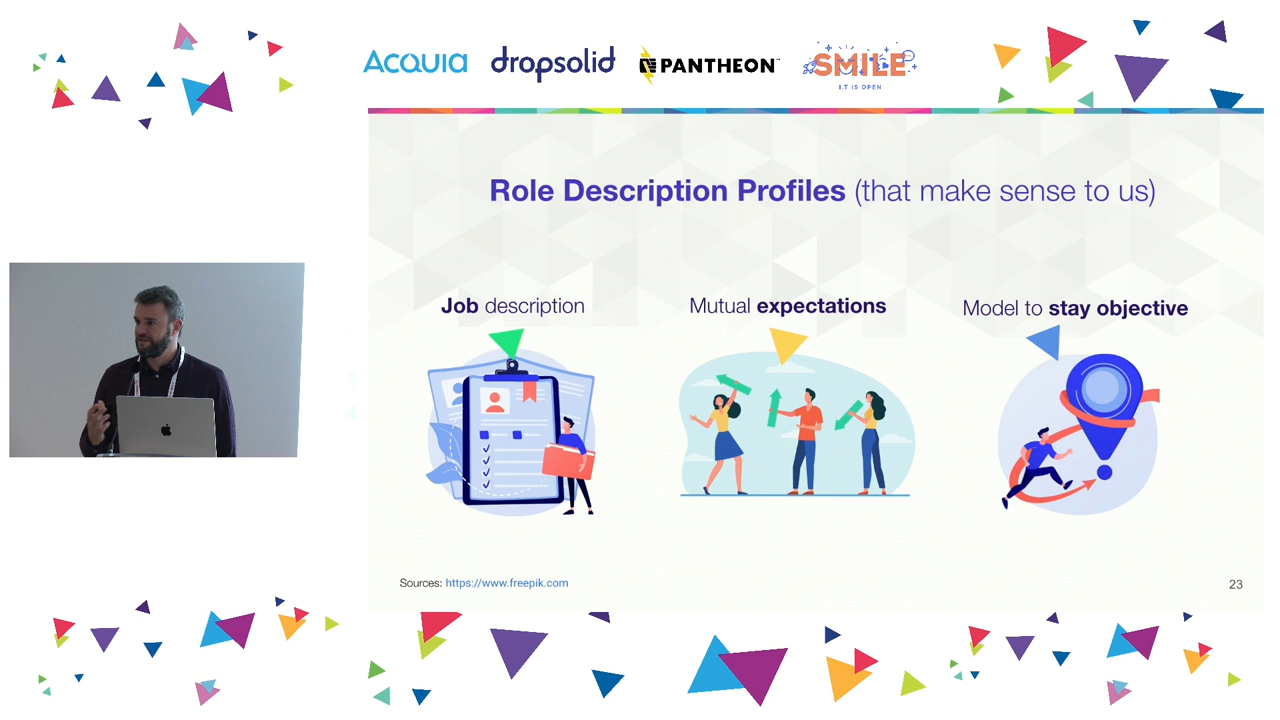 ACQUIA
dropsolid
PANTHEON
SMILE
I.T IS OPEN
Role Description Profiles (that make sense to us)
Job description
Mutual expectations
Model to stay objective
Sources: https://www.freepik.com
23